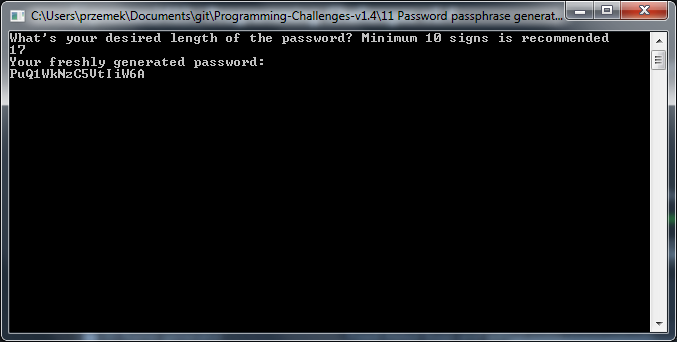 C:\Users\przemek\Documents\git\Programming-Challenges-v1.4\11 Password passphrase generat...
What's your desired length of the password? Minimum 10 signs is recommended
17
Your freshly generated password:
PuQ1WkNzC5VtIiW6A